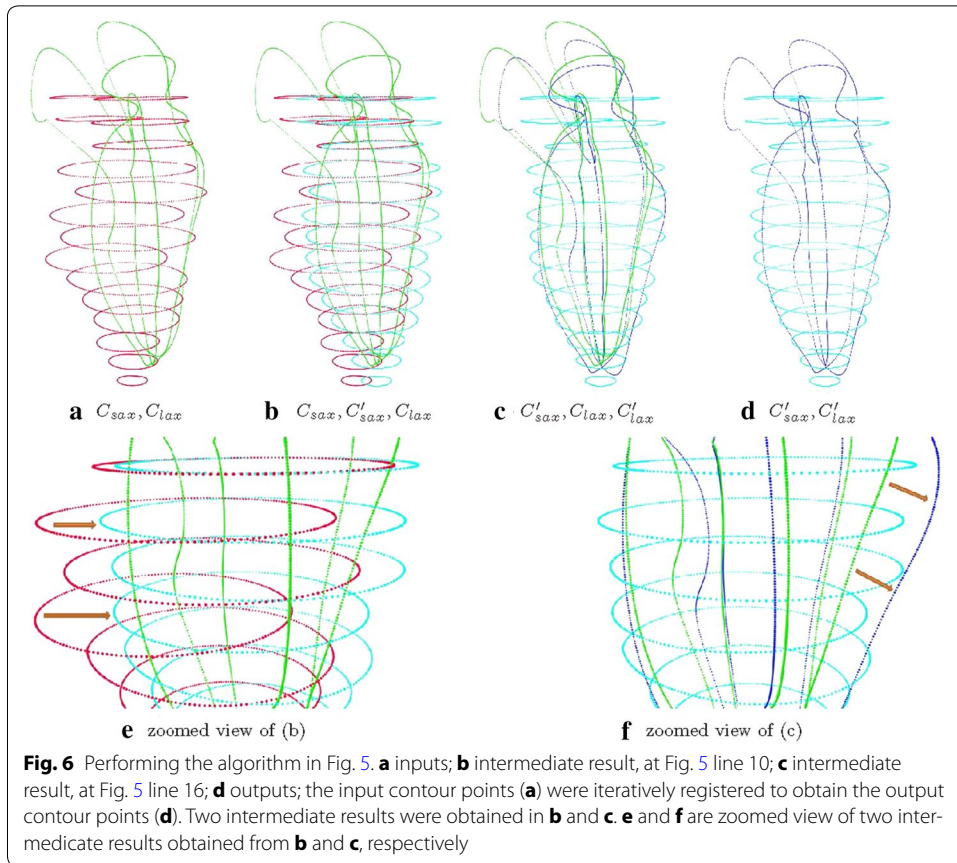 a C_sax, C_lax
b C_sax, C'_sax, C_lax
c C'_sax, C_lax, C'_lax
d C'_sax, C'_lax
e zoomed view of (b)
f zoomed view of (c)
Fig. 6 Performing the algorithm in Fig. 5. a inputs; b intermediate result, at Fig. 5 line 10; c intermediate
result, at Fig. 5 line 16; d outputs; the input contour points (a) were iteratively registered to obtain the output
contour points (d). Two intermediate results were obtained in b and c. e and f are zoomed view of two inter-
medicate results obtained from b and c, respectively